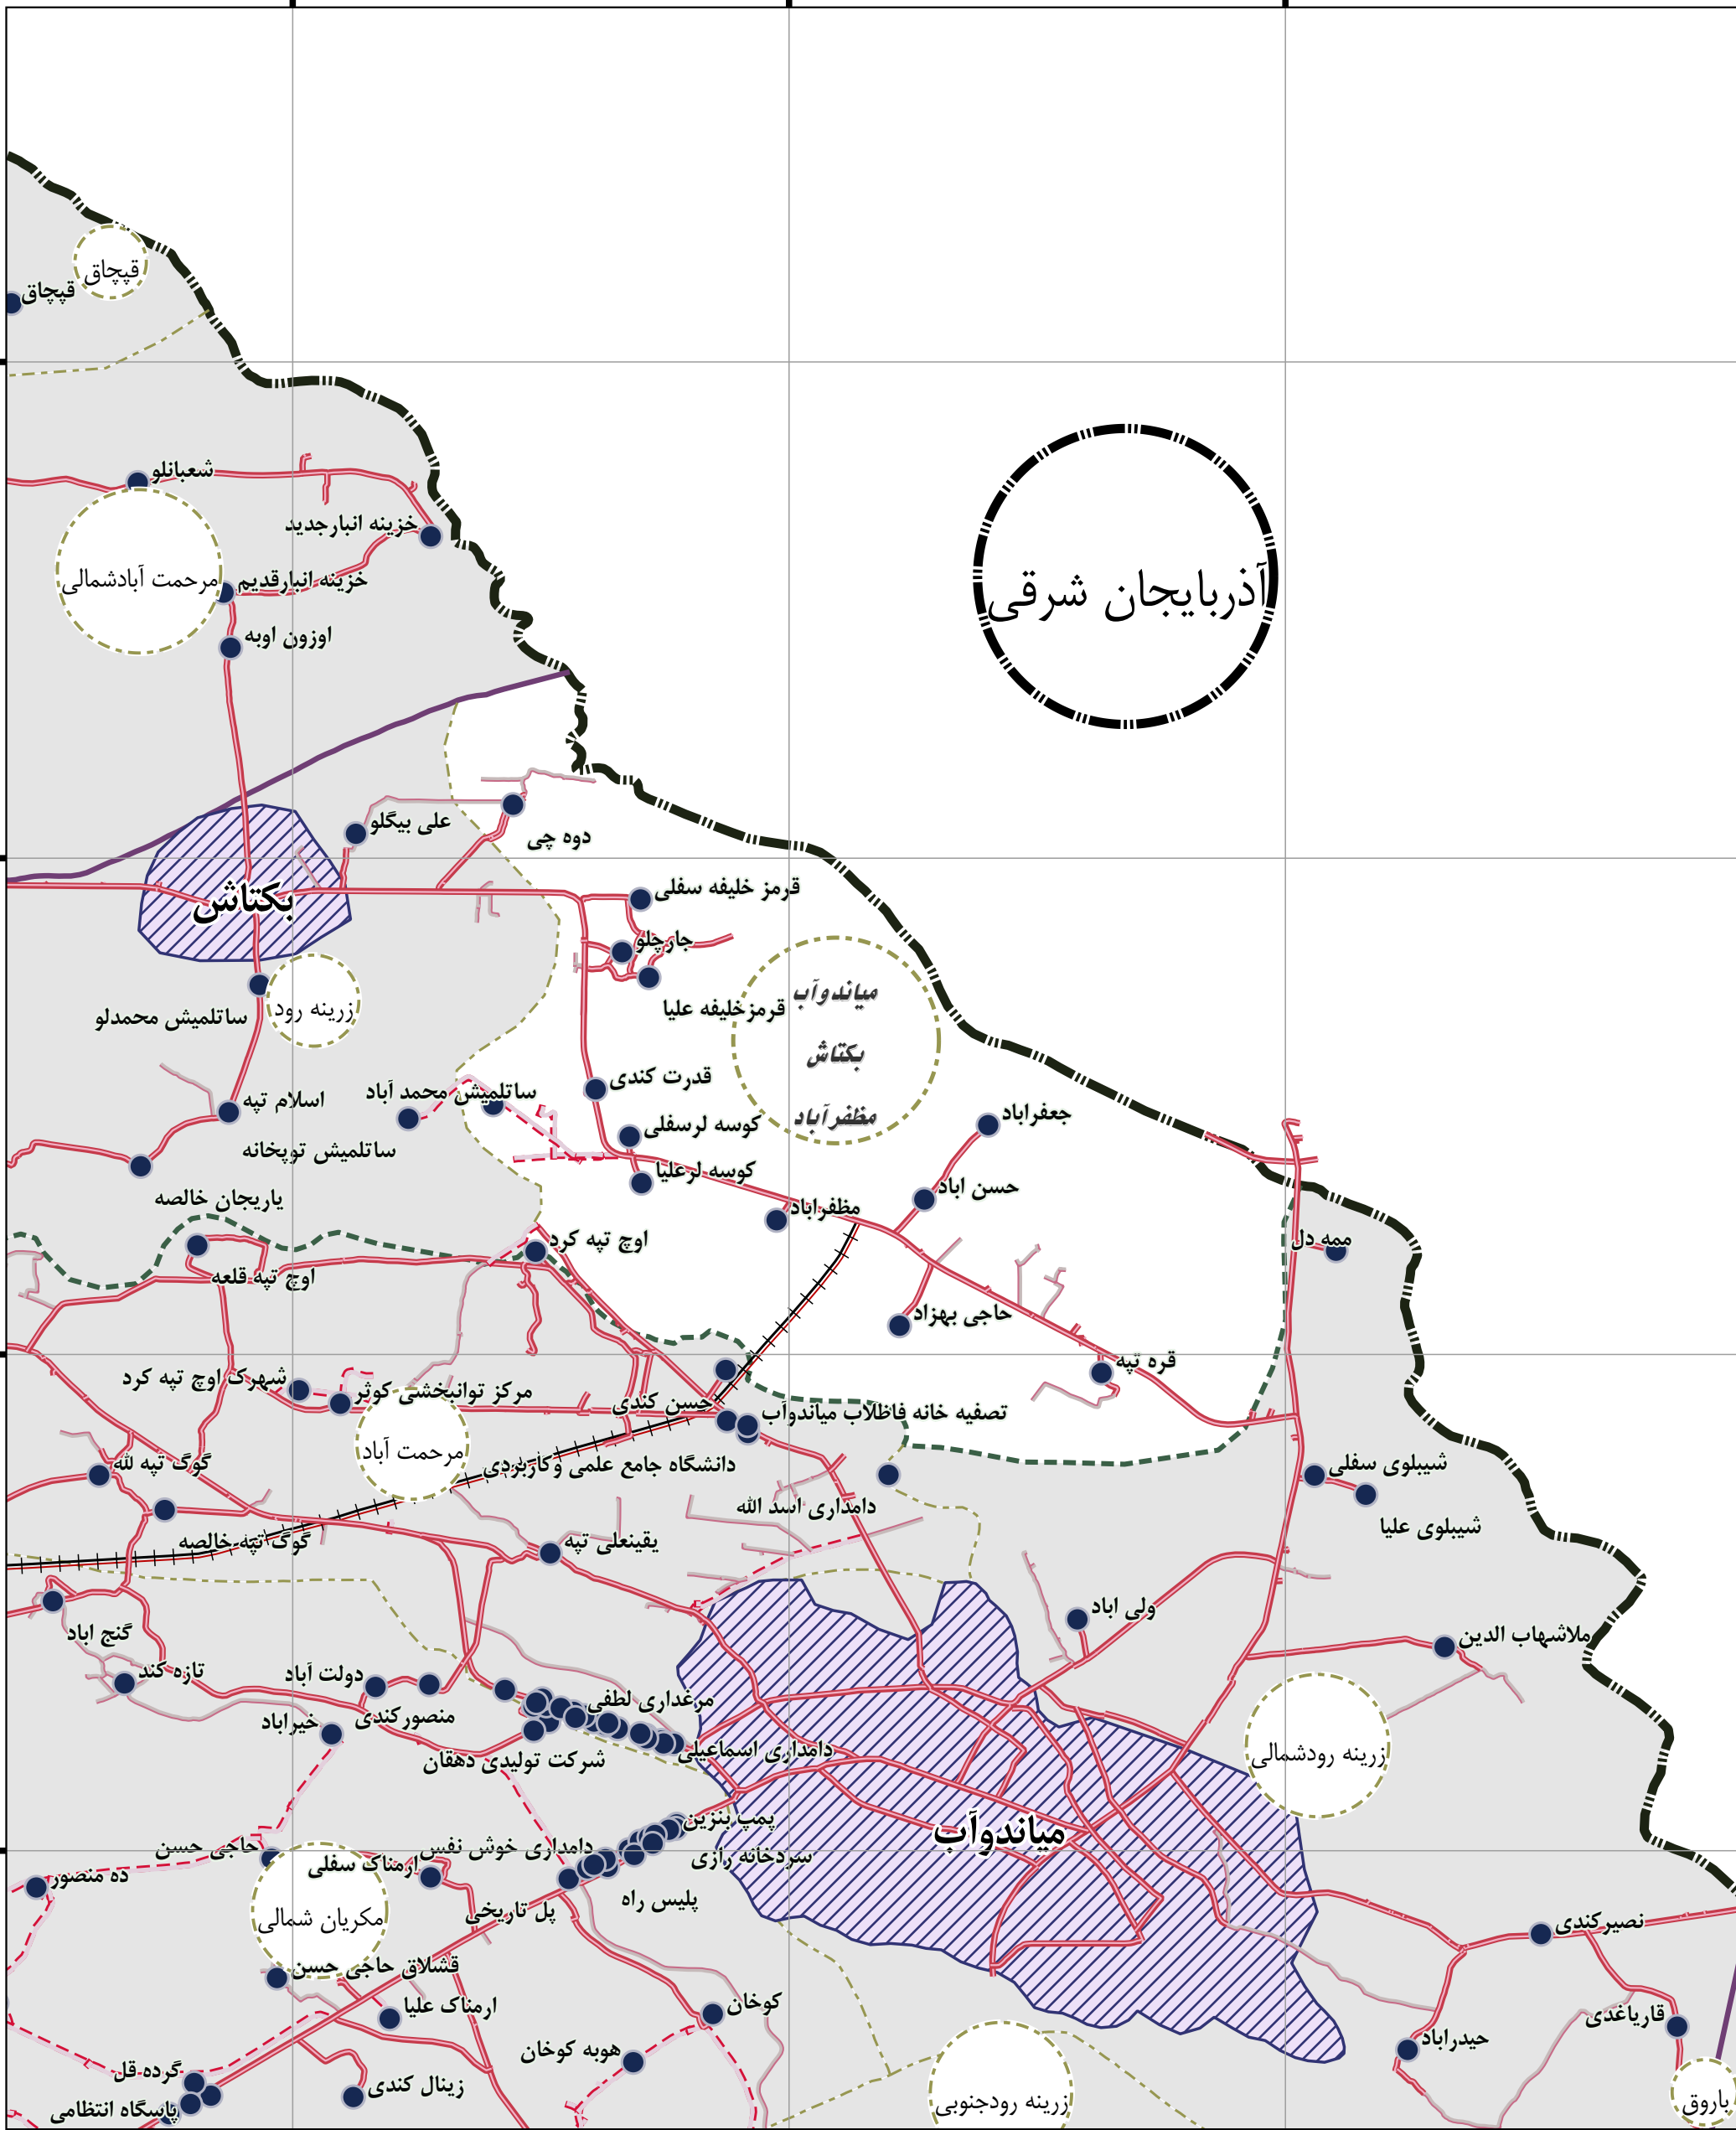 قپچاق
قپچاق
شعبانلو
خزینه انبارجدید
مرحمت آبادشمالی
خزینه انبارقدیم
آذربایجان شرقی
اوزون اوبه
علی بیگلو
دوه چی
بکتاش
قرمز خلیفه سفلی
جارچلو
زرینه رود
قرمزخلیفه علیا
ساتلمیش محمدلو
میاندوآب
بکتاش
مظفرآباد
قدرت کندی
ساتلمیش محمد آباد
اسلام تپه
کوسه لرسفلی
جعفراباد
ساتلمیش توپخانه
کوسه لرعلیا
حسن اباد
یاریجان خالصه
مظفراباد
اوچ تپه کرد
ممه دل
اوچ تپه قلعه
حاجی بهزاد
قره تپه
شهرک اوچ تپه کرد
مرکز توانبخشی کوثر
حسن کندی
تصفیه خانه فاظلاب میاندوآب
مرحمت آباد
گوگ تپه لله
دانشگاه جامع علمی وکاربردی
شیبلوی سفلی
دامداری اسد الله
شیبلوی علیا
گوگ تپه خالصه
یقینعلی تپه
ولی اباد
گنج اباد
ملاشهاب الدین
تازه کند
دولت آباد
مرغداری لطفی
خیراباد
منصورکندی
دامداری اسماعیلی
شرکت تولیدی دهقان
زرینه رودشمالی
پمپ بنزین
میاندوآب
حاجی حسن
دامداری خوش نفس
سردخانه رازی
ارمناک سفلی
ده منصور
پلیس راه
پل تاریخی
مکریان شمالی
نصیرکندی
قشلاق حاجی حسن
ارمناک علیا
کوخان
قارباغدی
حیدراباد
هوبه کوخان
گرده قل
زینال کندی
پاسگاه انتظامی
زرینه رودجنوبی
باروق